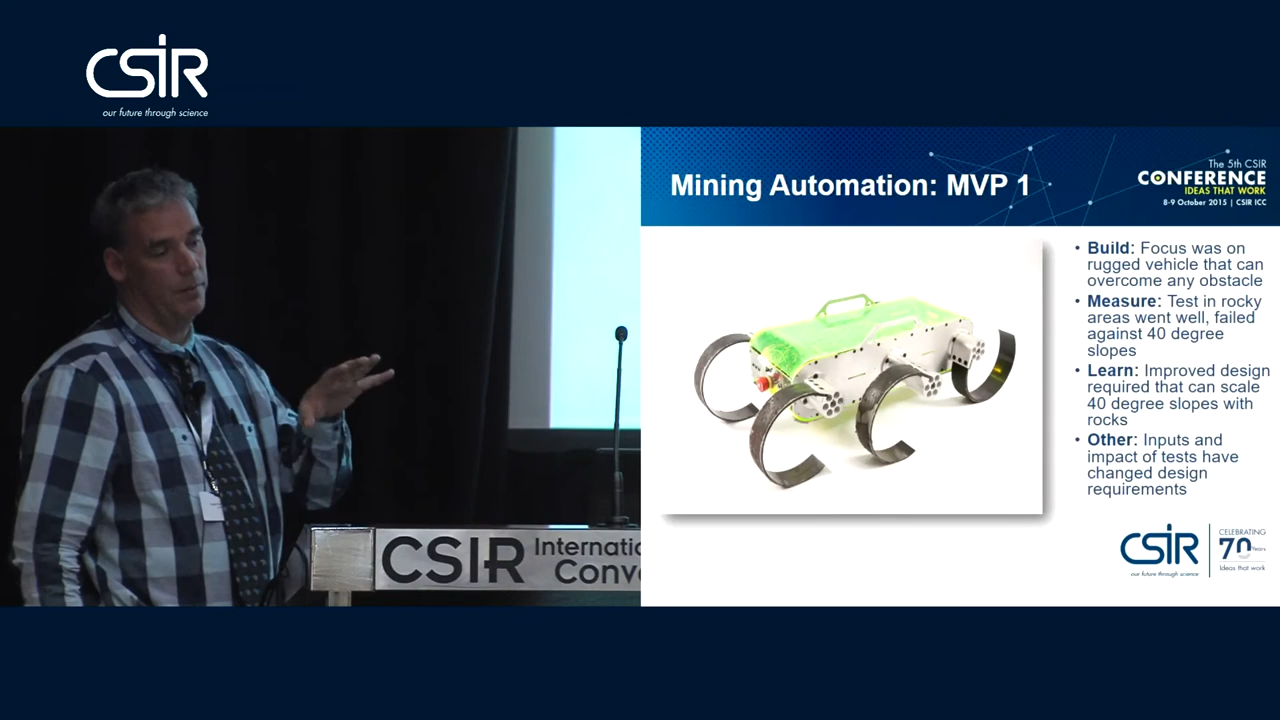 CSIR
our future through science
CSIR Internatio
Conv
Mining Automation: MVP 1
The 5th CSIR
CONFERENCE
IDEAS THAT WORK
8-9 October 2015 | CSIR ICC
• Build: Focus was on
rugged vehicle that can
overcome any obstacle
• Measure: Test in rocky
areas went well, failed
against 40 degree
slopes
• Learn: Improved design
required that can scale
40 degree slopes with
rocks
• Other: Inputs and
impact of tests have
changed design
requirements
CSIR
our future through science
CELEBRATING
70 Years
Ideas that work